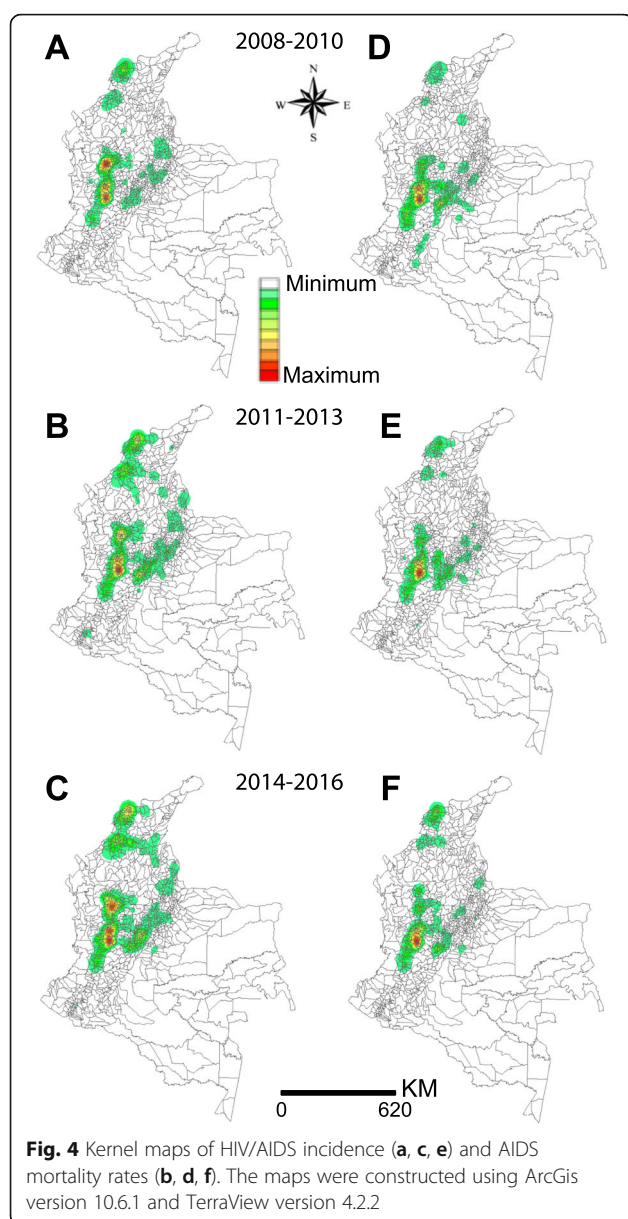 A
2008-2010
D
N
W E
S
Minimum
Maximum
B
2011-2013
E
C
2014-2016
F
KM
0 620
Fig. 4 Kernel maps of HIV/AIDS incidence (a, c, e) and AIDS
mortality rates (b, d, f). The maps were constructed using ArcGis
version 10.6.1 and TerraView version 4.2.2